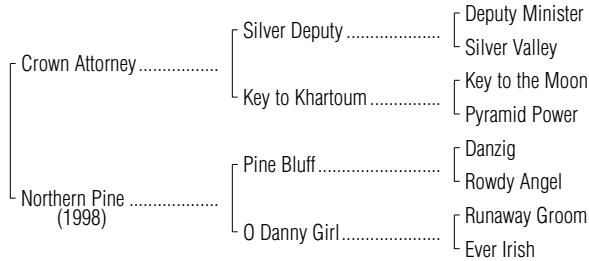 Deputy Minister
Silver Deputy ....................
Silver Valley
Crown Attorney .................
Key to the Moon
Key to Khartoum ...............
Pyramid Power
Danzig
Pine Bluff ..........................
Rowdy Angel
Northern Pine ...................
(1998)
Runaway Groom
O Danny Girl .....................
Ever Irish